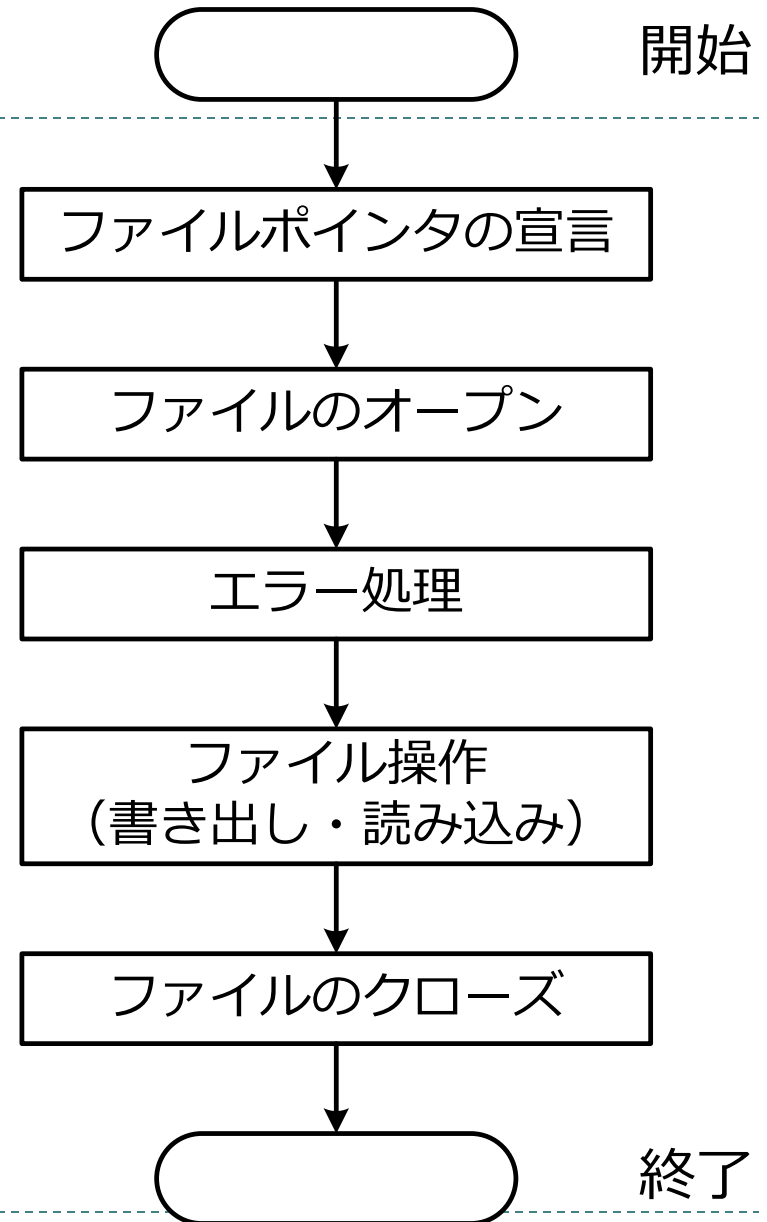 開始
ファイルポインタの宣言
ファイルのオープン
エラー処理
ファイル操作
（書き出し・読み込み）
ファイルのクローズ
終了